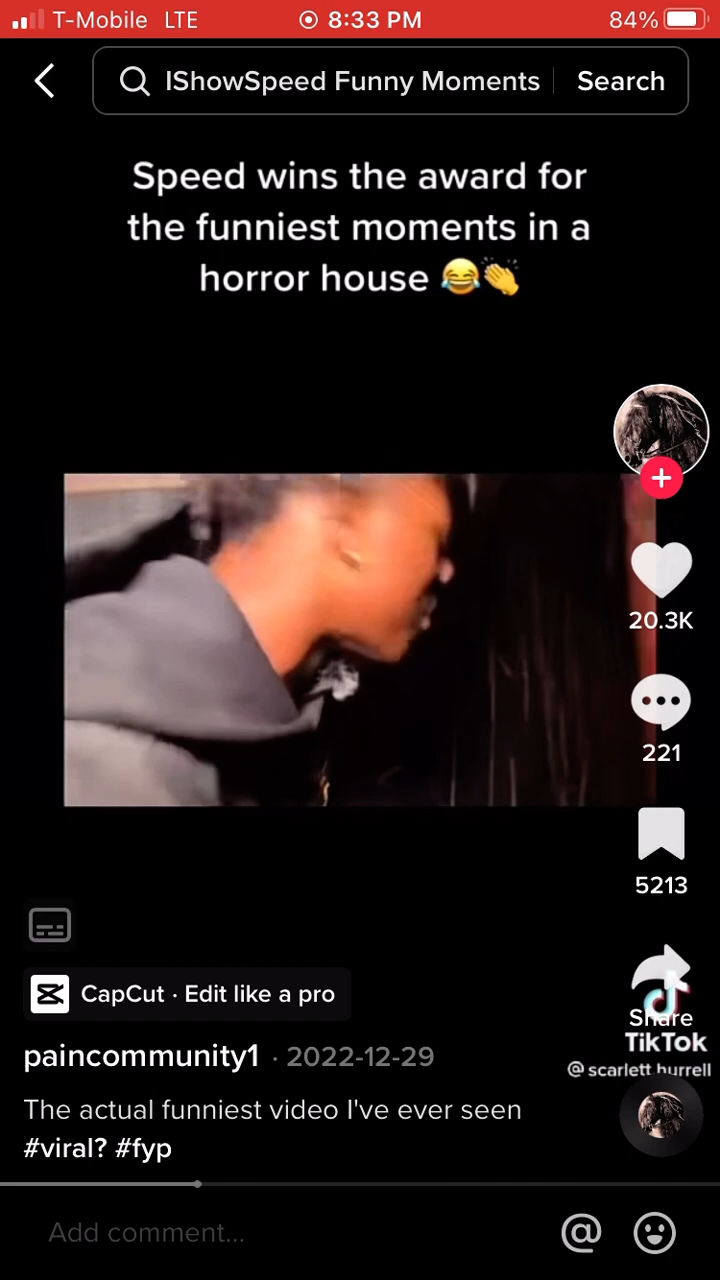 T-Mobile LTE 8:33 PM 84%
IShowSpeed Funny Moments Search
Speed wins the award for
the funniest moments in a
horror house 😂👏
20.3K
221
5213
CapCut · Edit like a pro
Share
TikTok
@scarlett.hurrell
paincommunity1 · 2022-12-29
The actual funniest video I've ever seen
#viral? #fyp
Add comment...